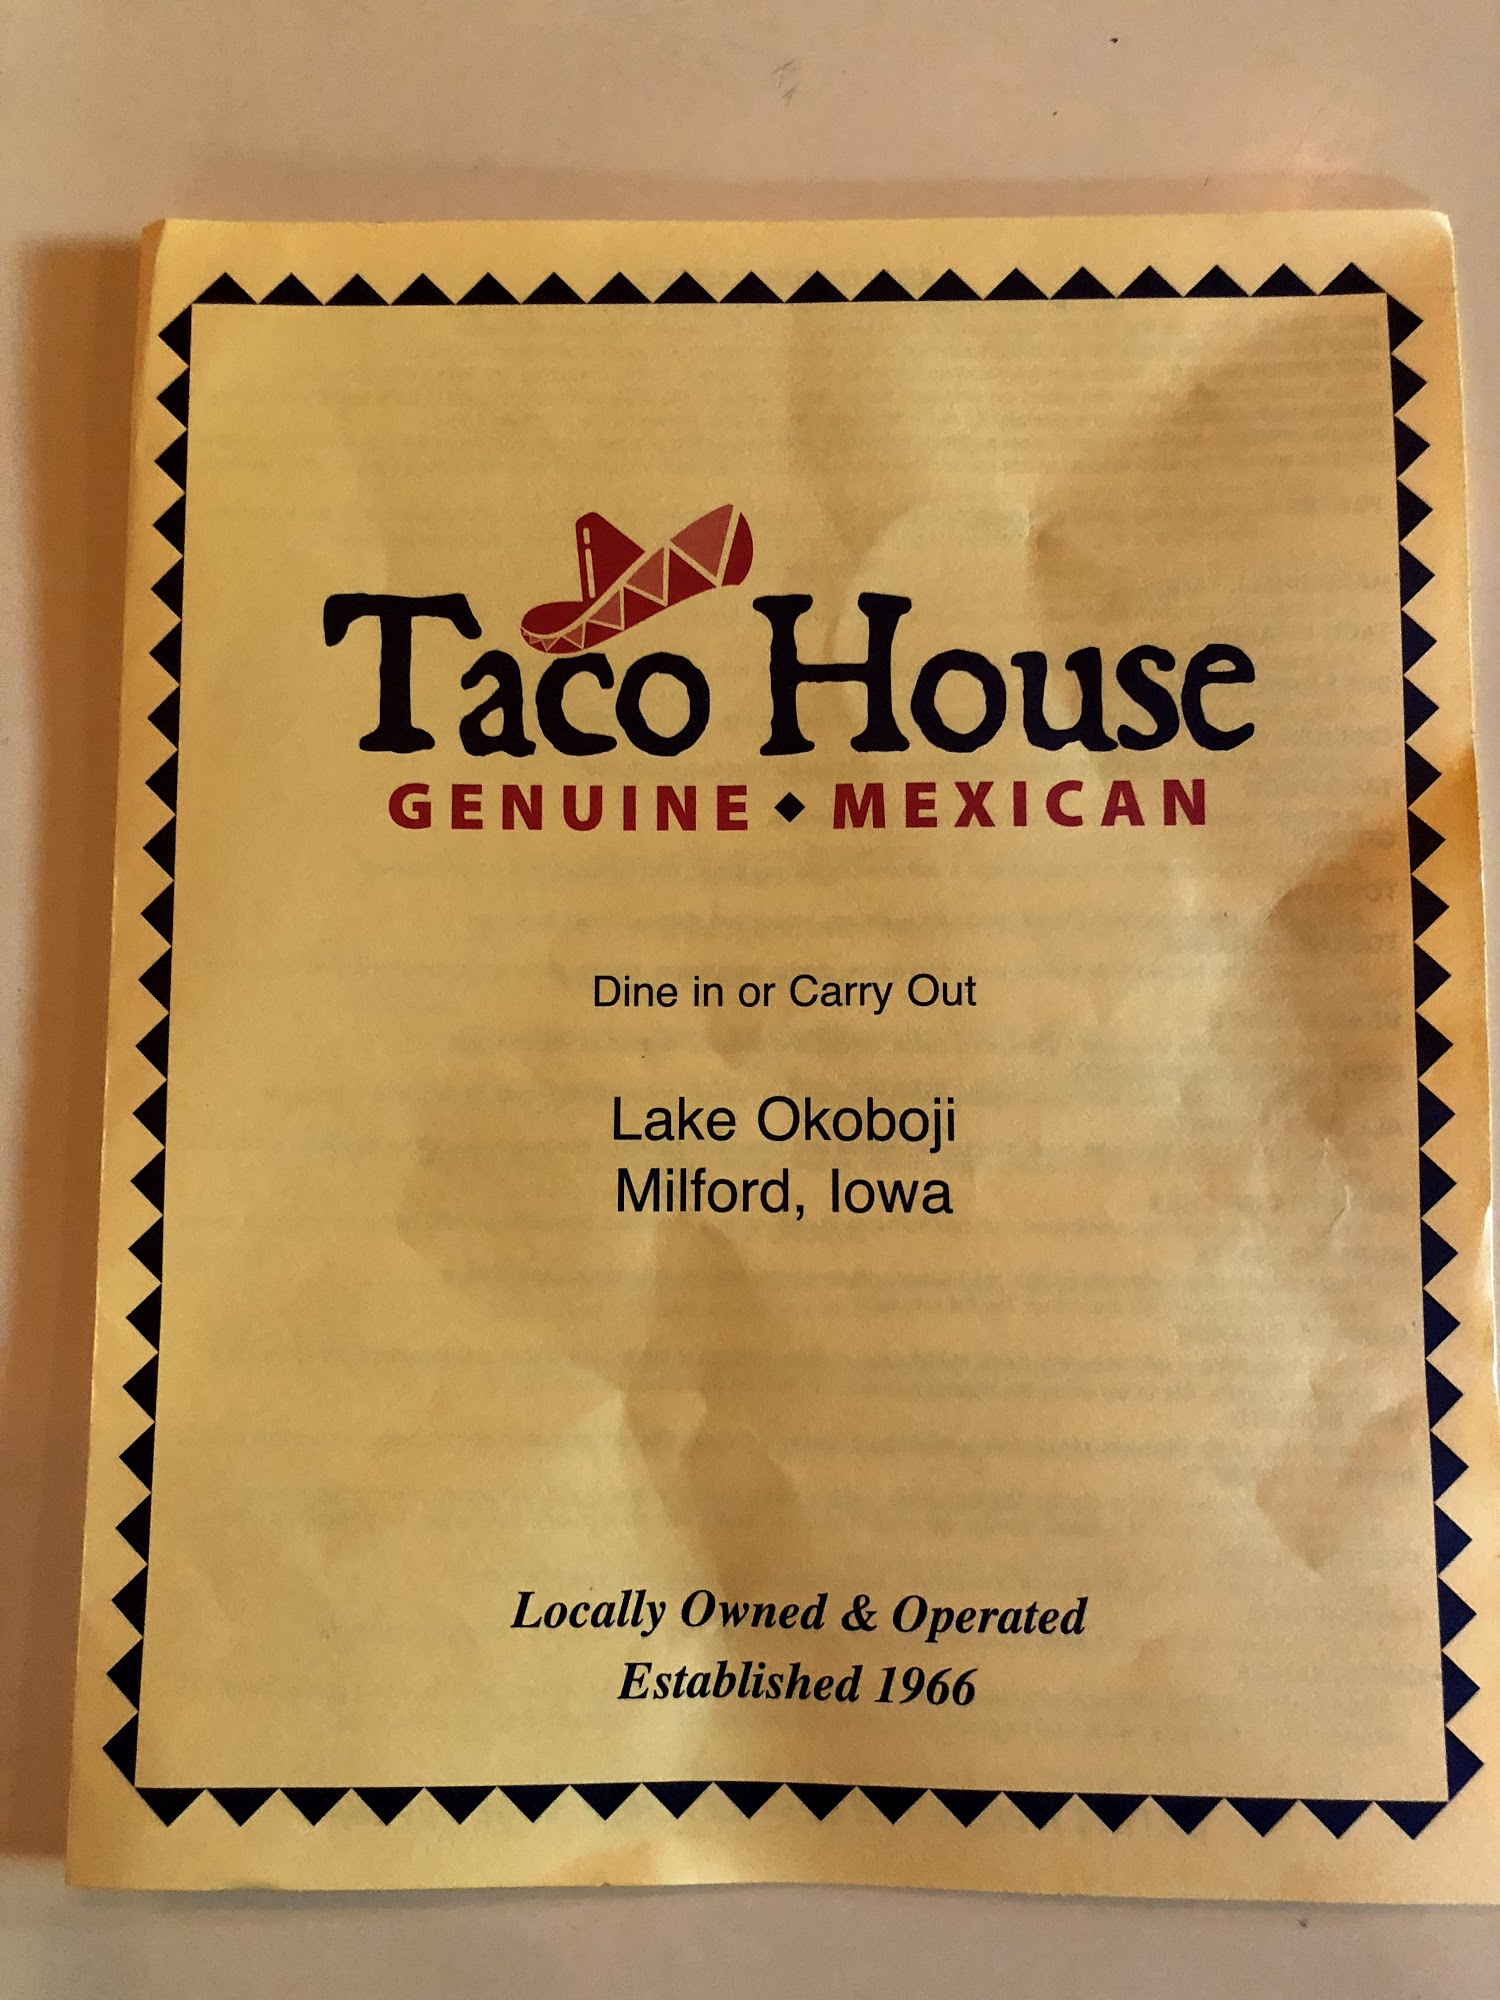 Taco House
GENUINE ◆ MEXICAN
Dine in or Carry Out
Lake Okoboji
Milford, Iowa
Locally Owned & Operated
Established 1966